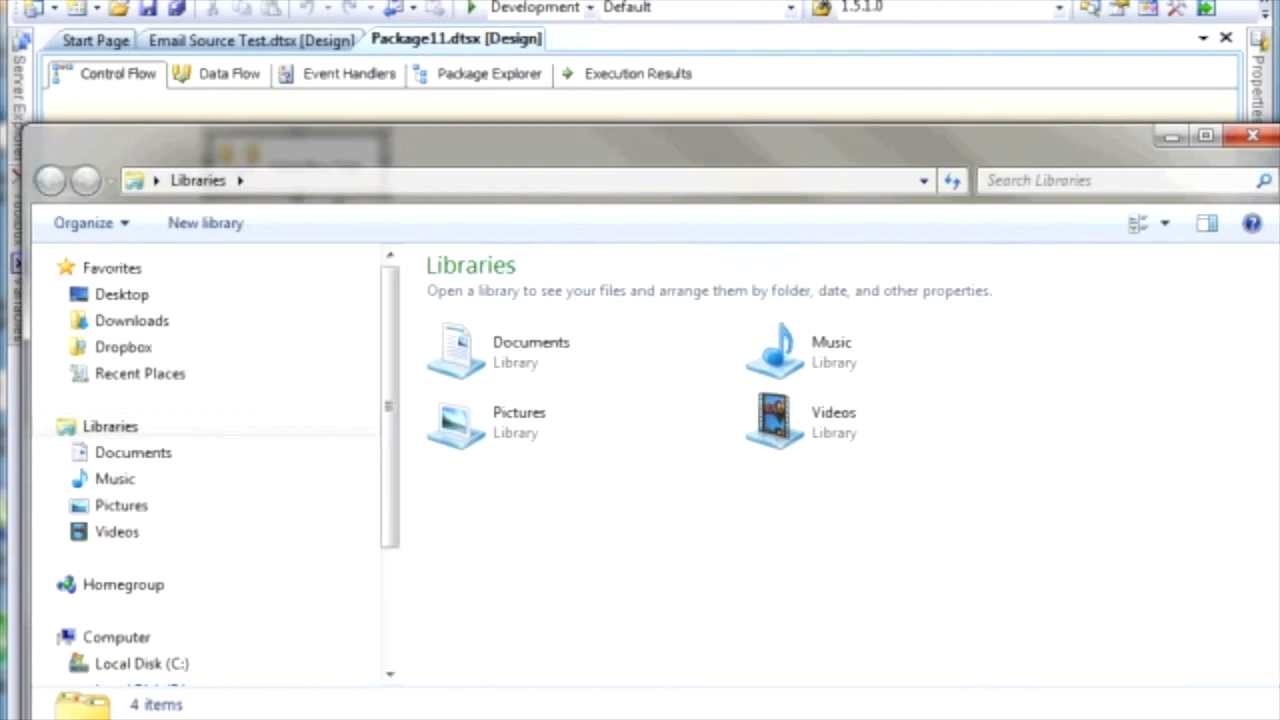 Development Default 1.5.1.0
Start Page Email Source Test.dtsx [Design] Package11.dtsx [Design]
Control Flow Data Flow Event Handlers Package Explorer Execution Results
Server Explorer
Properties
Libraries
Search Libraries
Organize New library
Favorites
Desktop
Downloads
Dropbox
Recent Places
Libraries
Documents
Music
Pictures
Videos
Homegroup
Computer
Local Disk (C:)
Libraries
Open a library to see your files and arrange them by folder, date, and other properties.
Documents
Library
Music
Library
Pictures
Library
Videos
Library
4 items